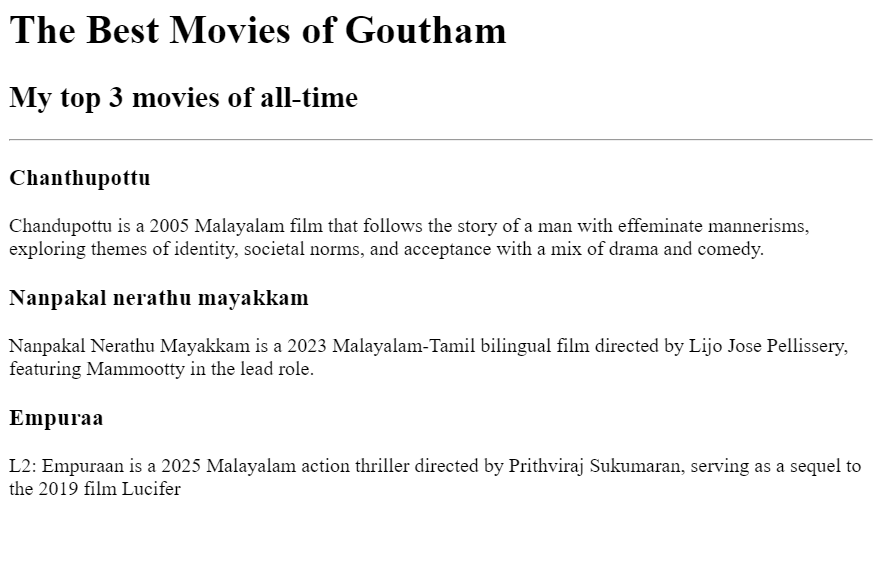 The Best Movies of Goutham
My top 3 movies of all-time
Chanthupottu
Chandupottu is a 2005 Malayalam film that follows the story of a man with effeminate mannerisms,
exploring themes of identity, societal norms, and acceptance with a mix of drama and comedy.
Nanpakal nerathu mayakkam
Nanpakal Nerathu Mayakkam is a 2023 Malayalam-Tamil bilingual film directed by Lijo Jose Pellissery,
featuring Mammootty in the lead role.
Empuraa
L2: Empuraan is a 2025 Malayalam action thriller directed by Prithviraj Sukumaran, serving as a sequel to
the 2019 film Lucifer